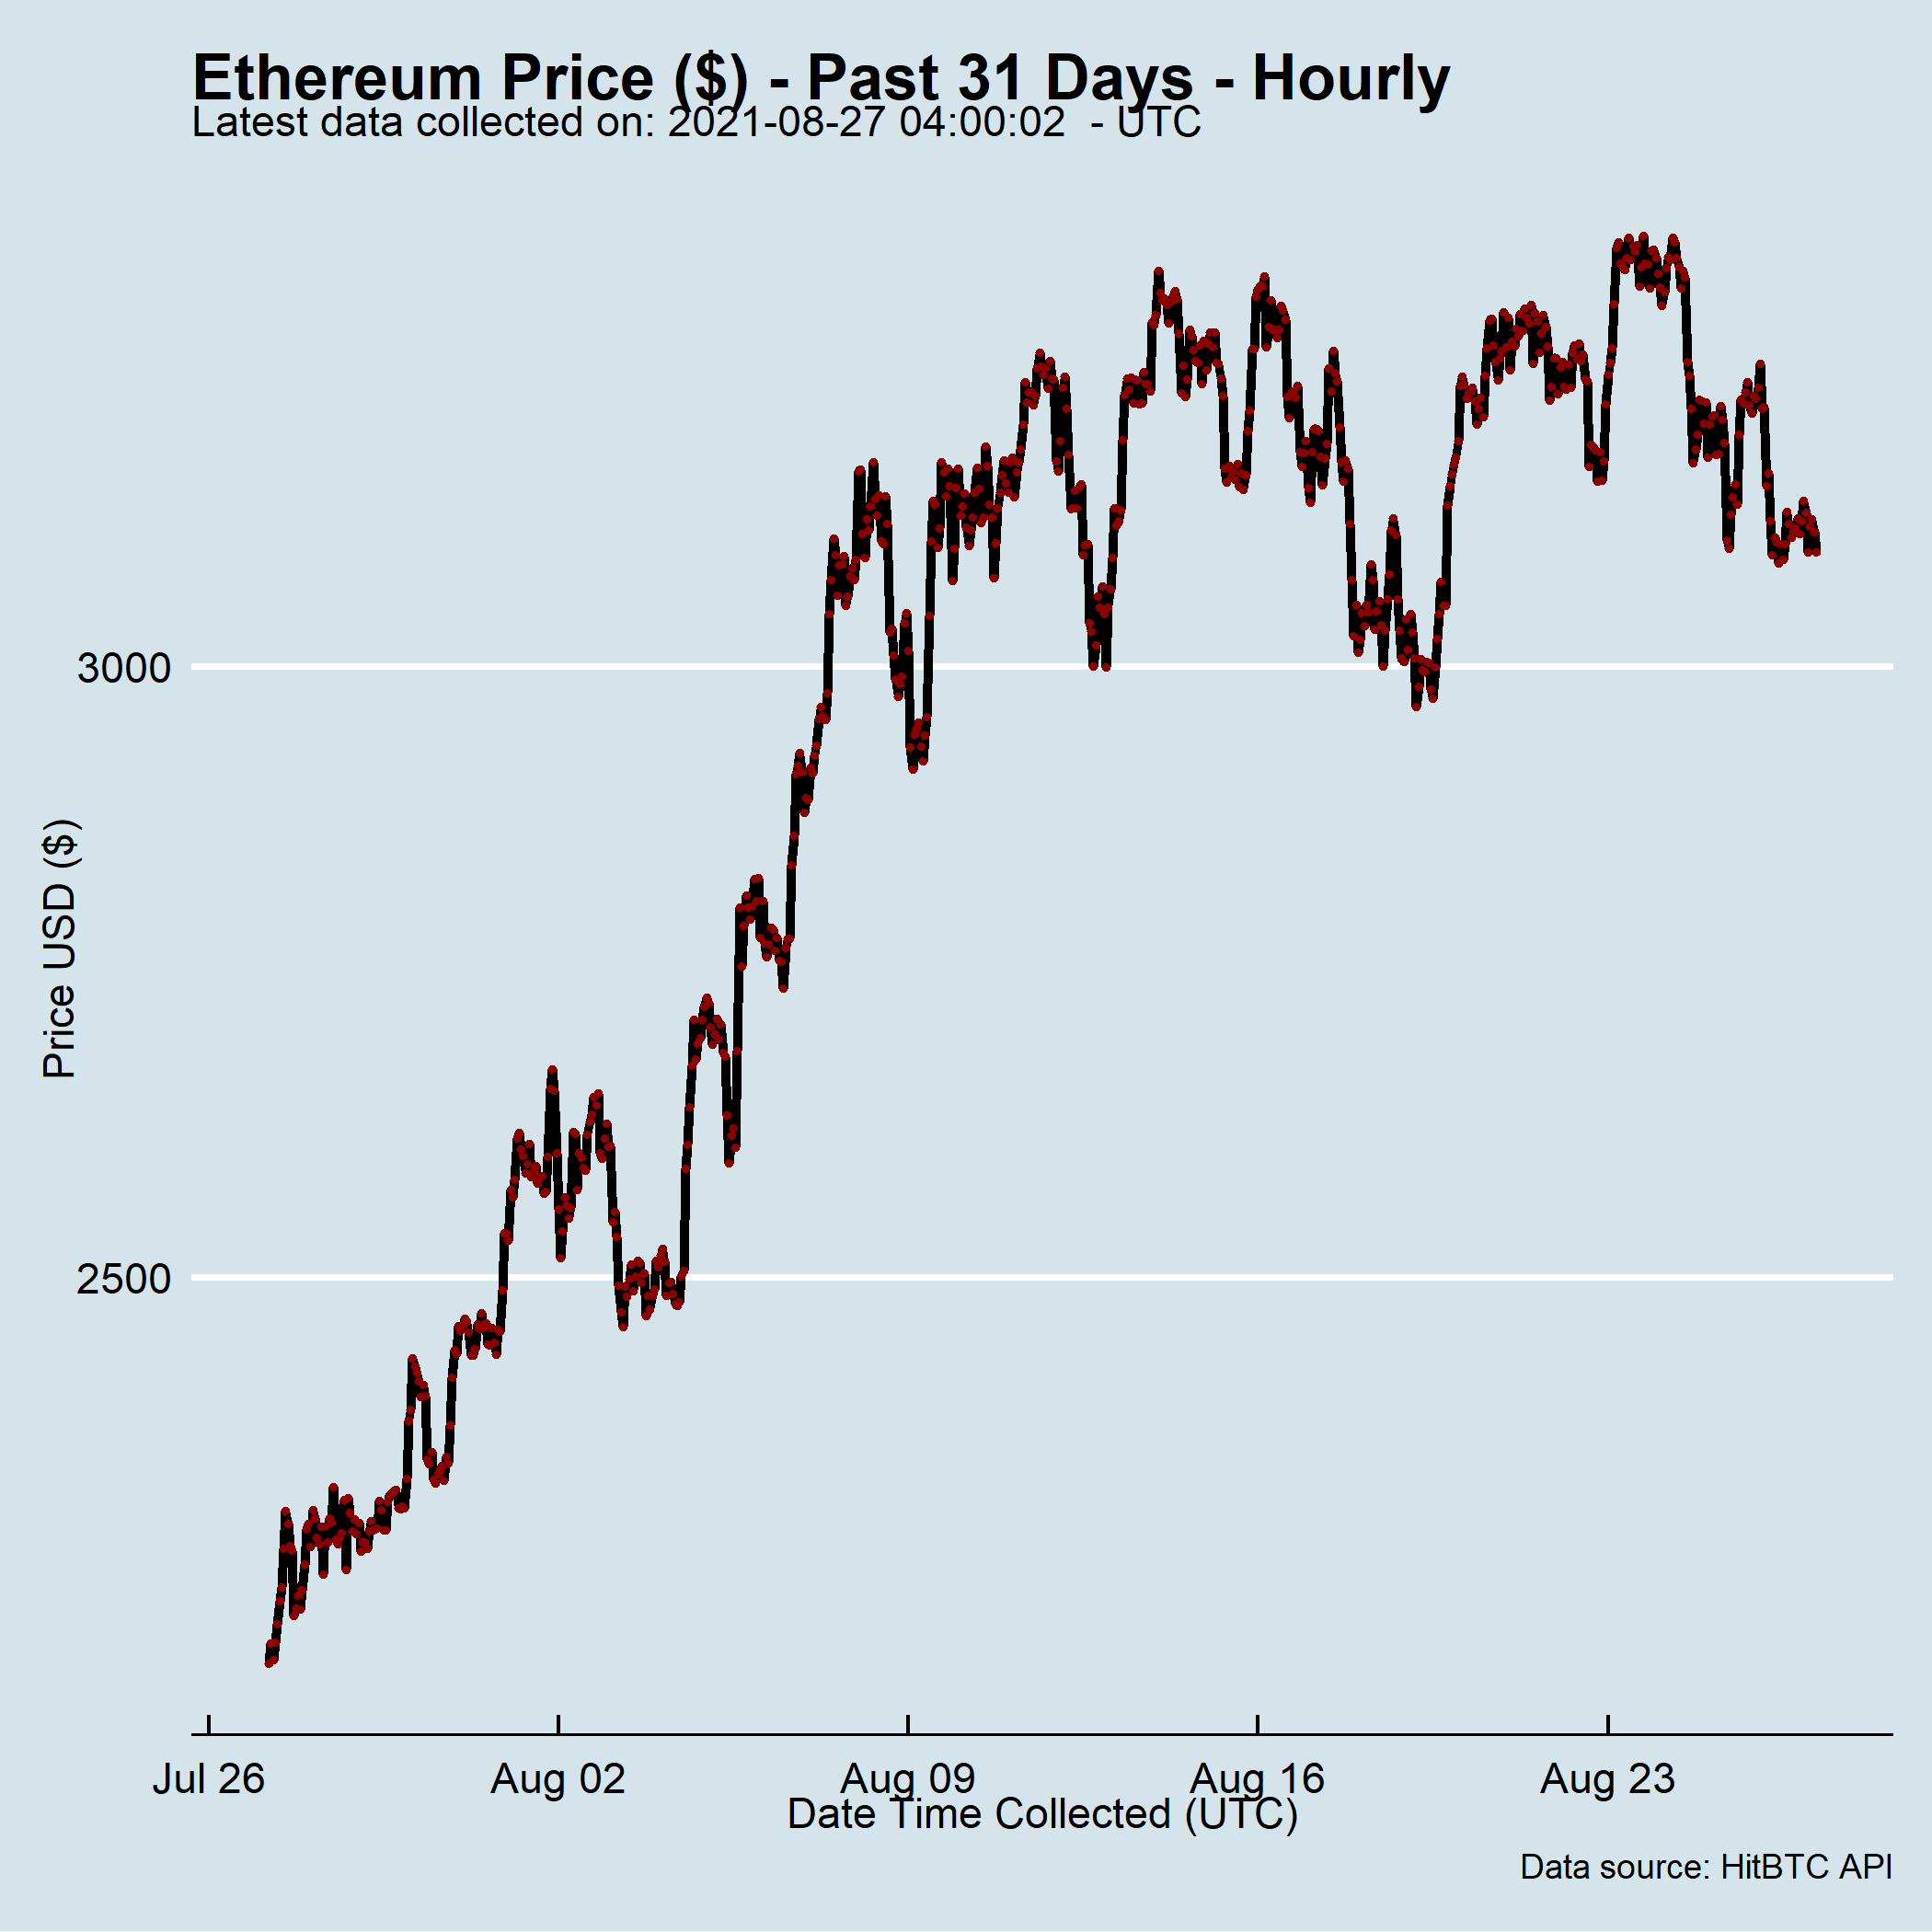 Ethereum Price ($) - Past 31 Days - Hourly
Latest data collected on: 2021-08-27 04:00:02  - UTC
Price USD ($)
3000
2500
Jul 26
Aug 02
Aug 09
Aug 16
Aug 23
Date Time Collected (UTC)
Data source: HitBTC API